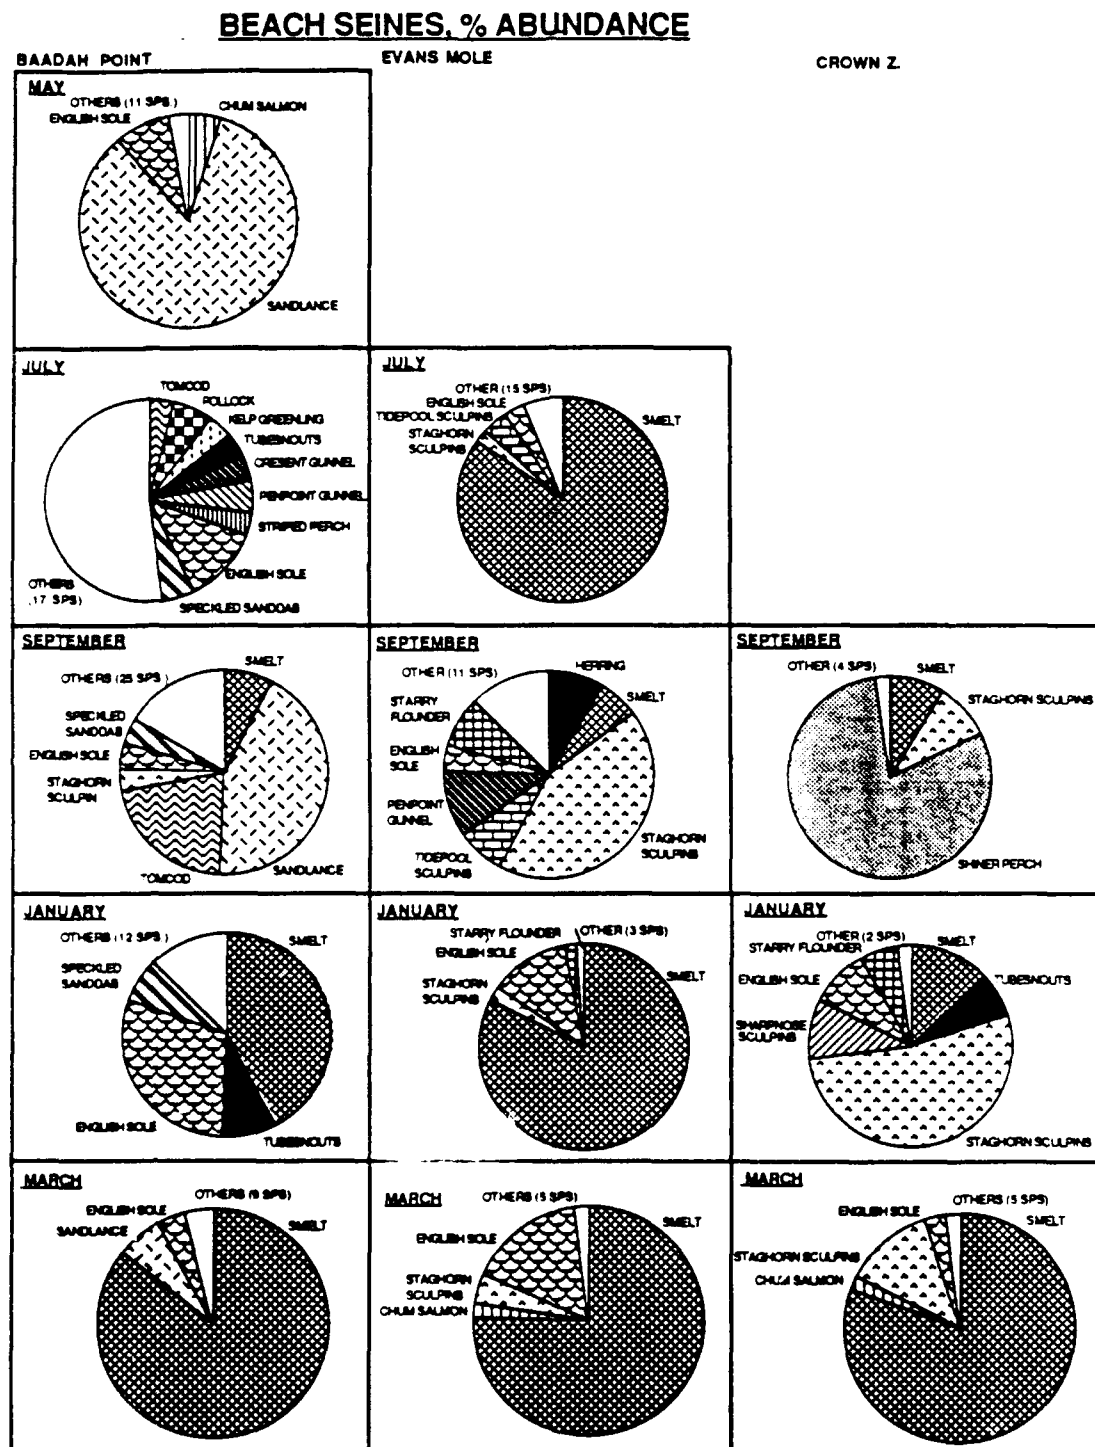 BEACH SEINES, % ABUNDANCE
BAADAH POINT
EVANS MOLE
CROWN Z.
MAY
OTHERS (11 SPS.)
CHUM SALMON
ENGLISH SOLE
SANDLANCE
JULY
TOMCOD
POLLOCK
KELP GREENLING
TUBESNOUTS
CRESENT GUNNEL
PENPOINT GUNNEL
STRIPED PERCH
ENGLISH SOLE
OTHERS
(17 SPS)
SPECKLED SANDDAB
JULY
OTHER (15 SPS)
ENGLISH SOLE
TIDEPOOL SCULPINS
STAGHORN
SCULPINS
SMELT
SEPTEMBER
OTHERS (25 SPS.)
SMELT
SPECKLED
SANDDAB
ENGLISH SOLE
STAGHORN
SCULPIN
TOMCOD
SANDLANCE
SEPTEMBER
OTHER (11 SPS)
HERRING
SMELT
STARRY
FLOUNDER
ENGLISH
SOLE
PENPOINT
GUNNEL
TIDEPOOL
SCULPINS
STAGHORN
SCULPINS
SEPTEMBER
OTHER (4 SPS)
SMELT
STAGHORN SCULPINS
SHINER PERCH
JANUARY
OTHERS (12 SPS.)
SMELT
SPECKLED
SANDDAB
ENGLISH SOLE
TUBESNOUTS
JANUARY
STARRY FLOUNDER
OTHER (3 SPS)
ENGLISH SOLE
SMELT
STAGHORN
SCULPINS
JANUARY
OTHER (2 SPS)
STARRY FLOUNDER
SMELT
ENGLISH SOLE
TUBESNOUTS
SHARPNOSE
SCULPINS
STAGHORN SCULPINS
MARCH
OTHERS (9 SPS)
ENGLISH SOLE
SMELT
SANDLANCE
MARCH
OTHERS (5 SPS)
SMELT
ENGLISH SOLE
STAGHORN
SCULPINS
CHUM SALMON
MARCH
OTHERS (5 SPS)
ENGLISH SOLE
SMELT
STAGHORN SCULPINS
CHUM SALMON